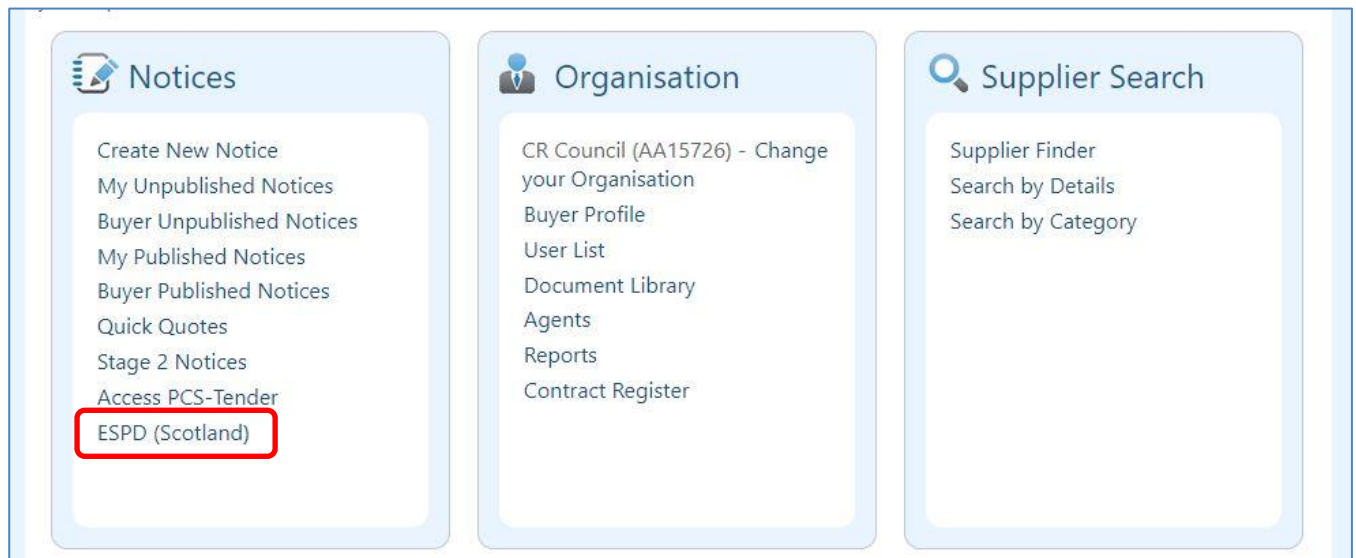 Notices
Create New Notice
My Unpublished Notices
Buyer Unpublished Notices
My Published Notices
Buyer Published Notices
Quick Quotes
Stage 2 Notices
Access PCS-Tender
ESPD (Scotland)
Organisation
CR Council (AA15726) - Change
your Organisation
Buyer Profile
User List
Document Library
Agents
Reports
Contract Register
Supplier Search
Supplier Finder
Search by Details
Search by Category